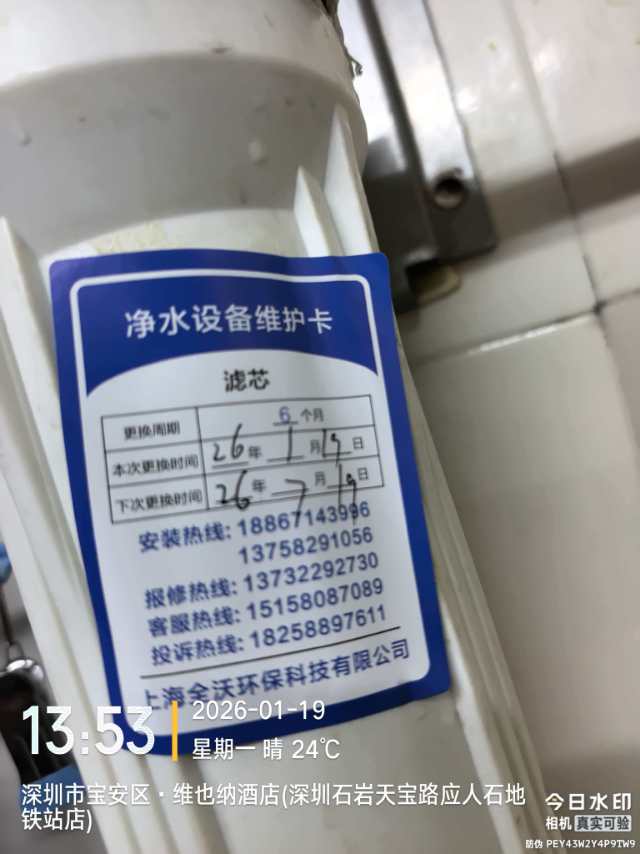 净水设备维护卡
滤芯
更换周期 6 个月
本次更换时间 26 年 1 月 19 日
下次更换时间 26 年 7 月 19 日
安装热线: 18867143996
13758291056
报修热线: 13732292730
客服热线: 15158087089
投诉热线: 18258897611
上海全沃环保科技有限公司
13:53
2026-01-19
星期一 晴 24℃
深圳市宝安区·维也纳酒店(深圳石岩天宝路应人石地
铁站店)
今日水印
相机 真实可验
防伪 PEY43W2Y4P9TW9